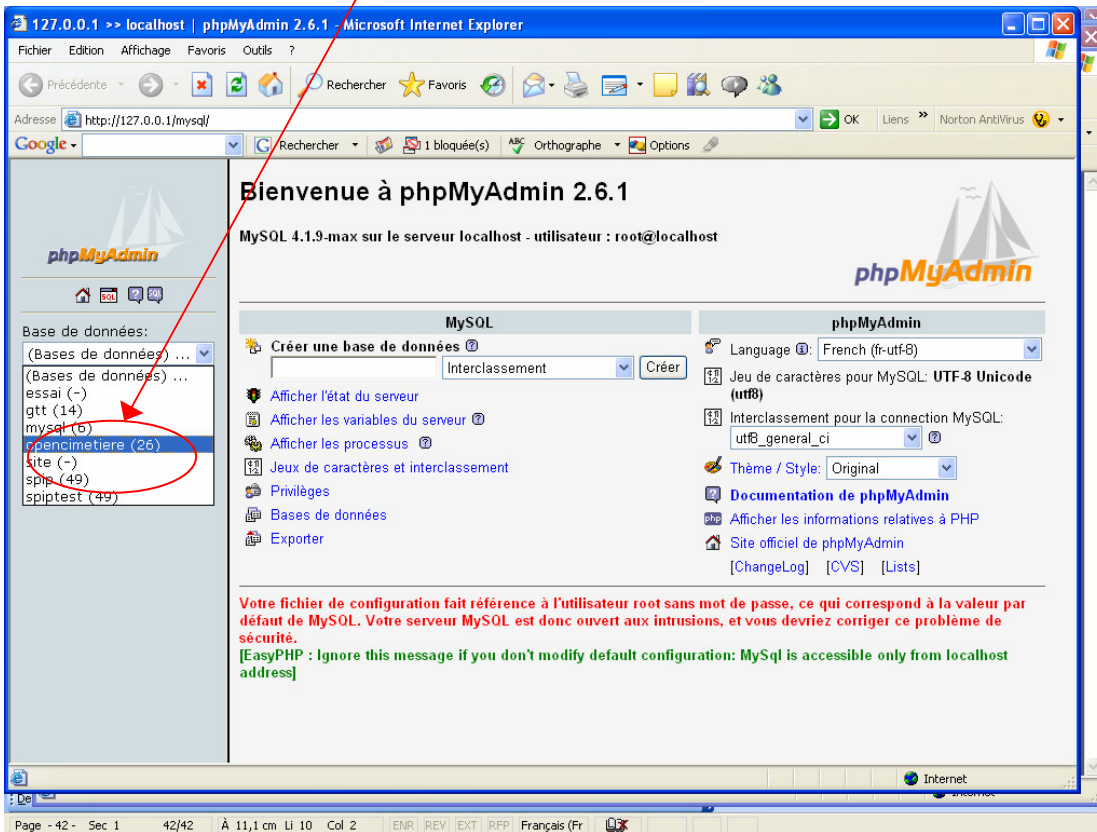 127.0.0.1 >> localhost | phpMyAdmin 2.6.1 - Microsoft Internet Explorer
Fichier Edition Affichage Favoris Outils ?
Précédente Rechercher Favoris
Adresse http://127.0.0.1/mysql/ OK Liens » Norton AntiVirus
Google Rechercher 1 bloquée(s) Orthographe Options
phpMyAdmin
Base de données:
(Bases de données) ...
(Bases de données) ...
essai (-)
gtt (14)
mysql (6)
opencimetiere (26)
site (-)
spip (49)
spiptest (49)
Bienvenue à phpMyAdmin 2.6.1
MySQL 4.1.9-max sur le serveur localhost - utilisateur : root@localhost
phpMyAdmin
MySQL
Créer une base de données
Interclassement Créer
Afficher l'état du serveur
Afficher les variables du serveur
Afficher les processus
Jeux de caractères et interclassement
Privilèges
Bases de données
Exporter
phpMyAdmin
Language : French (fr-utf-8)
Jeu de caractères pour MySQL: UTF-8 Unicode
(utf8)
Interclassement pour la connection MySQL:
utf8_general_ci
Thème / Style: Original
Documentation de phpMyAdmin
Afficher les informations relatives à PHP
Site officiel de phpMyAdmin
[ChangeLog] [CVS] [Lists]
Votre fichier de configuration fait référence à l'utilisateur root sans mot de passe, ce qui correspond à la valeur par
défaut de MySQL. Votre serveur MySQL est donc ouvert aux intrusions, et vous devriez corriger ce problème de
sécurité.
[EasyPHP : Ignore this message if you don't modify default configuration: MySql is accessible only from localhost
address]
Internet
Page - 42 - Sec 1 42/42 À 11,1 cm Li 10 Col 2 ENR REV EXT RFP Français (Fr